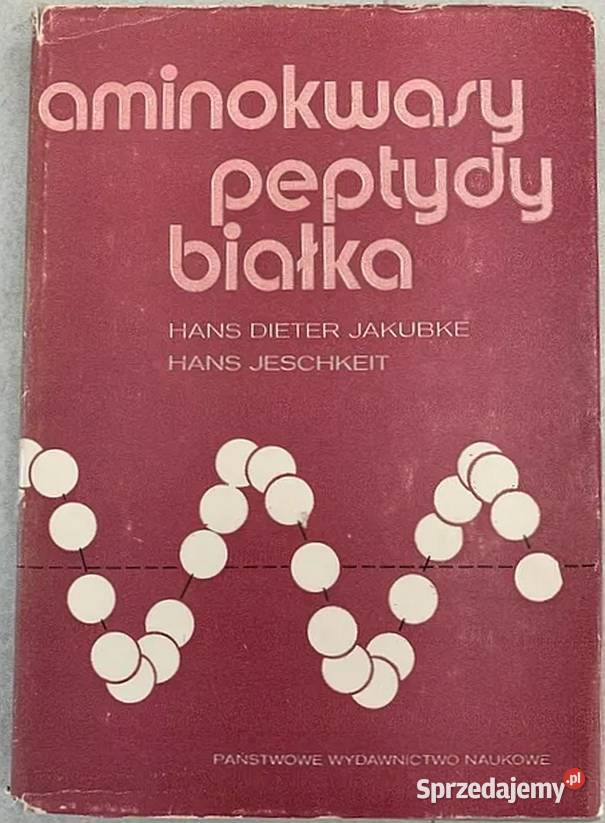 aminokwasy
peptydy
białka
HANS DIETER JAKUBKE
HANS JESCHKEIT
PAŃSTWOWE WYDAWNICTWO NAUKOWE
Sprzedajemy.pl